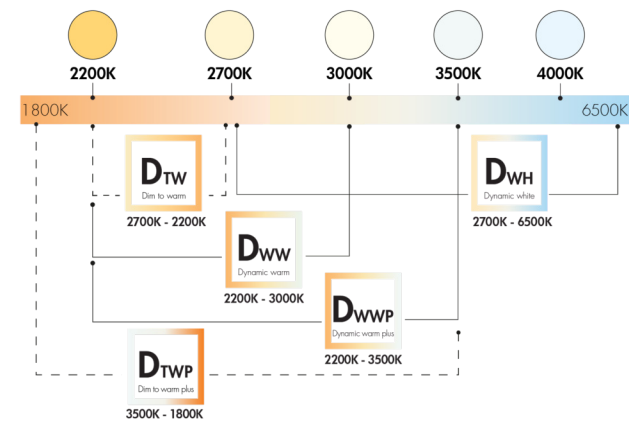 2200K
2700K
3000K
3500K
4000K
1800K
6500K
DTW
Dim to warm
2700K - 2200K
DWH
Dynamic white
2700K - 6500K
DWW
Dynamic warm
2200K - 3000K
DWWP
Dynamic warm plus
2200K - 3500K
DTWP
Dim to warm plus
3500K - 1800K